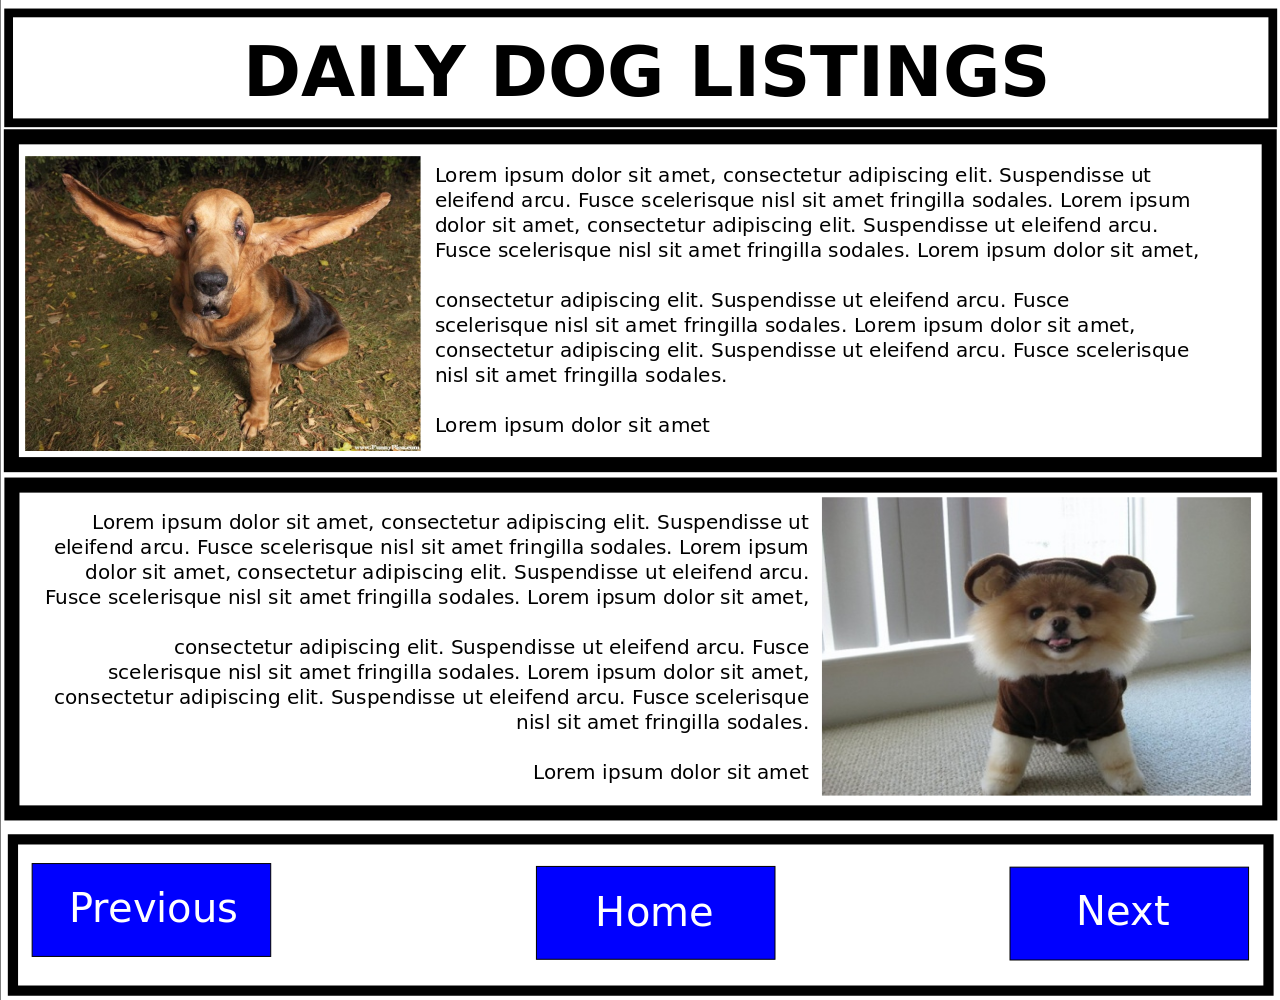 DAILY DOG LISTINGS
Lorem ipsum dolor sit amet, consectetur adipiscing elit. Suspendisse ut
eleifend arcu. Fusce scelerisque nisl sit amet fringilla sodales. Lorem ipsum
dolor sit amet, consectetur adipiscing elit. Suspendisse ut eleifend arcu.
Fusce scelerisque nisl sit amet fringilla sodales. Lorem ipsum dolor sit amet,
consectetur adipiscing elit. Suspendisse ut eleifend arcu. Fusce
scelerisque nisl sit amet fringilla sodales. Lorem ipsum dolor sit amet,
consectetur adipiscing elit. Suspendisse ut eleifend arcu. Fusce scelerisque
nisl sit amet fringilla sodales.
Lorem ipsum dolor sit amet
Lorem ipsum dolor sit amet, consectetur adipiscing elit. Suspendisse ut
eleifend arcu. Fusce scelerisque nisl sit amet fringilla sodales. Lorem ipsum
dolor sit amet, consectetur adipiscing elit. Suspendisse ut eleifend arcu.
Fusce scelerisque nisl sit amet fringilla sodales. Lorem ipsum dolor sit amet,
consectetur adipiscing elit. Suspendisse ut eleifend arcu. Fusce
scelerisque nisl sit amet fringilla sodales. Lorem ipsum dolor sit amet,
consectetur adipiscing elit. Suspendisse ut eleifend arcu. Fusce scelerisque
nisl sit amet fringilla sodales.
Lorem ipsum dolor sit amet
Previous
Home
Next